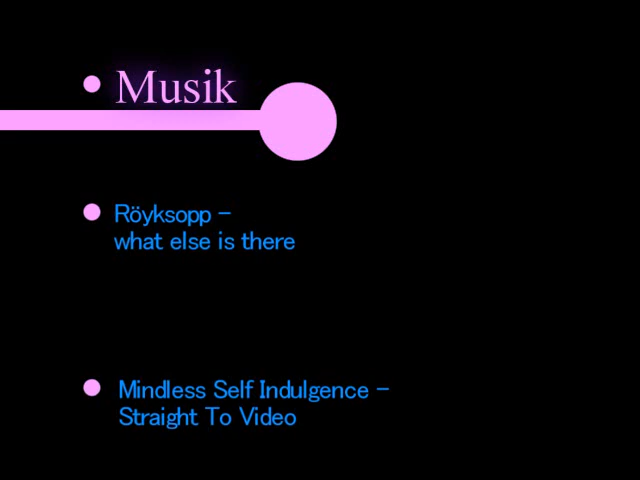 Musik
Röyksopp -
what else is there
Mindless Self Indulgence -
Straight To Video